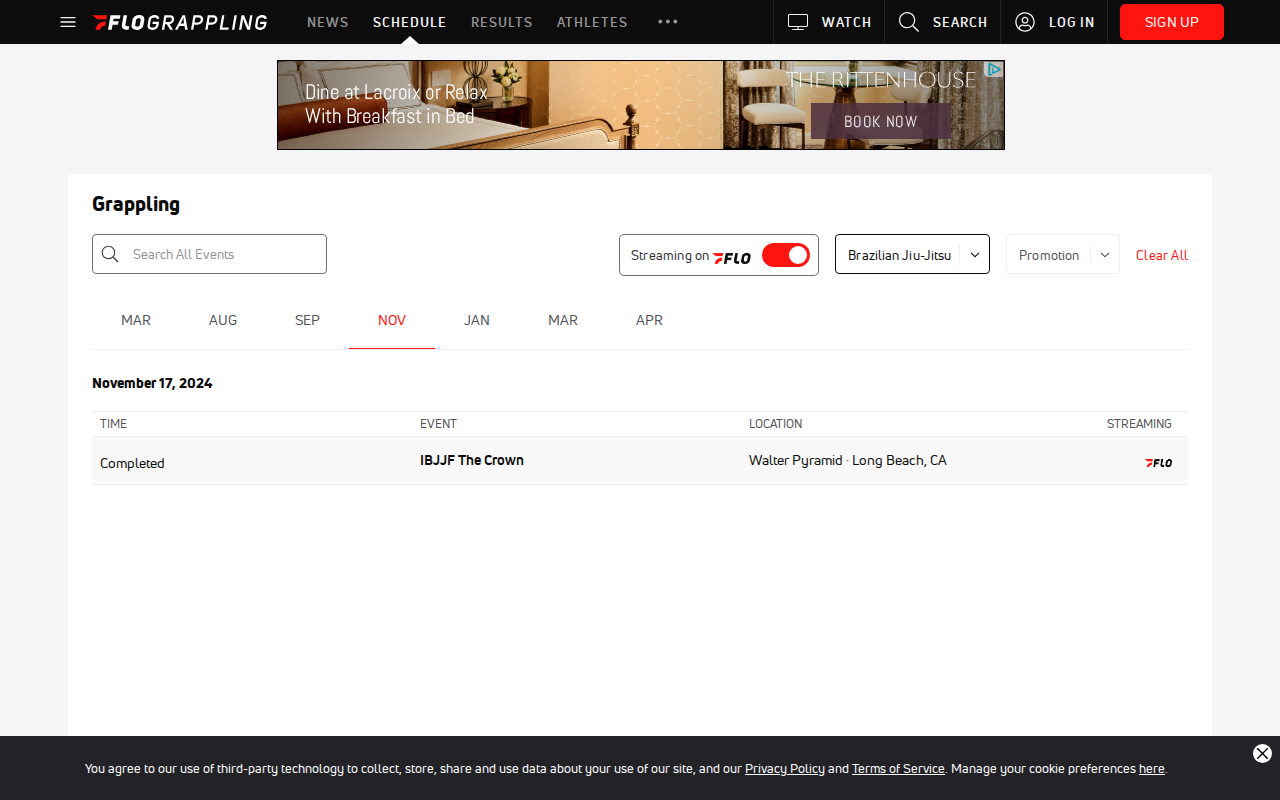 FLOGRAPPLING NEWS SCHEDULE RESULTS ATHLETES WATCH SEARCH LOG IN SIGN UP
Dine at Lacroix or Relax
With Breakfast in Bed
THE RITTENHOUSE
BOOK NOW
Grappling
Search All Events
Streaming on FLO
Brazilian Jiu-Jitsu
Promotion
Clear All
MAR AUG SEP NOV JAN MAR APR
November 17, 2024
TIME EVENT LOCATION STREAMING
Completed IBJJF The Crown Walter Pyramid · Long Beach, CA FLO
You agree to our use of third-party technology to collect, store, share and use data about your use of our site, and our Privacy Policy and Terms of Service. Manage your cookie preferences here.